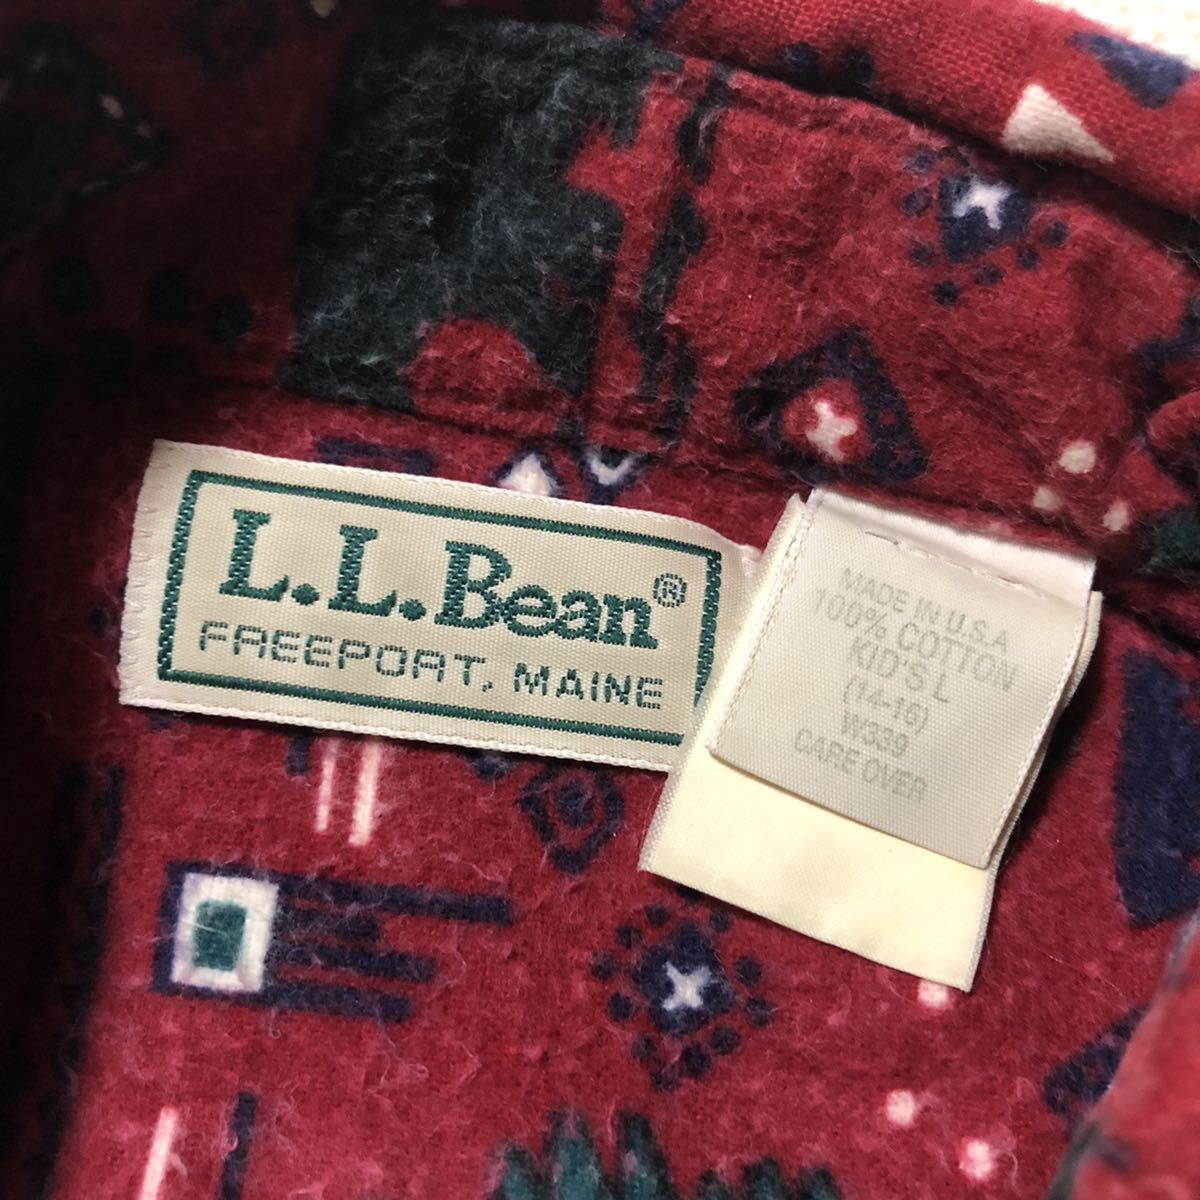 L.L.Bean®
FREEPORT, MAINE
MADE IN U.S.A
100% COTTON
KID'S L
(14-16)
W339
CARE OVER